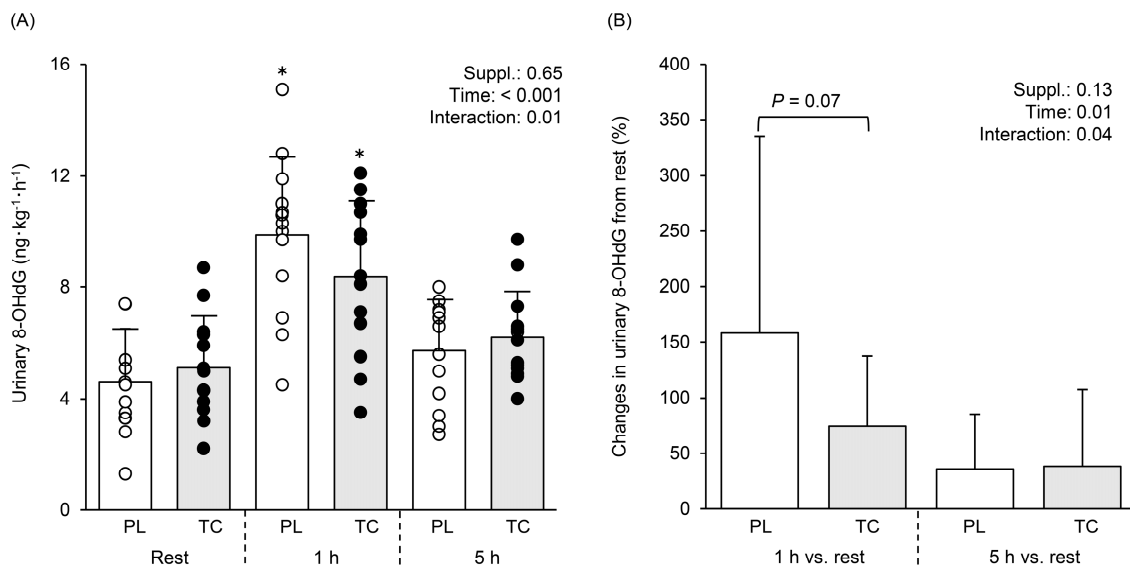 (A)
Urinary 8-OHdG (ng·kg⁻¹·h⁻¹)
16
12
8
4
0
Suppl.: 0.65
Time: < 0.001
Interaction: 0.01
*
*
PL TC PL TC PL TC
Rest 1 h 5 h
(B)
Changes in urinary 8-OHdG from rest (%)
400
350
300
250
200
150
100
50
0
Suppl.: 0.13
Time: 0.01
Interaction: 0.04
P = 0.07
PL TC PL TC
1 h vs. rest 5 h vs. rest